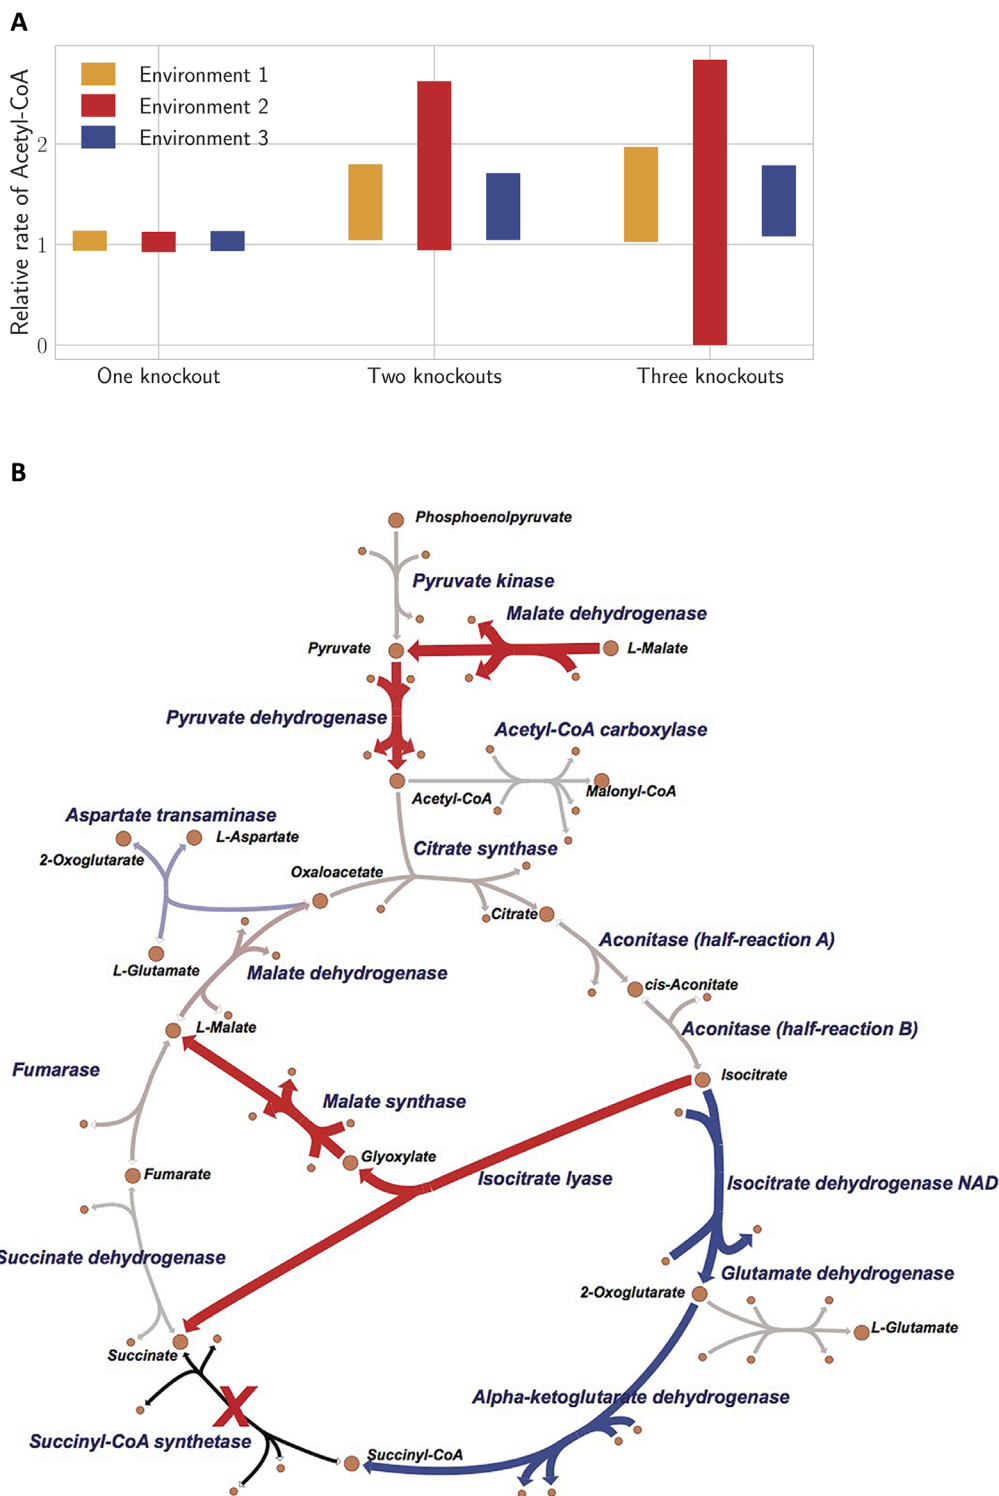 A
Relative rate of Acetyl-CoA
2
1
0
Environment 1
Environment 2
Environment 3
One knockout
Two knockouts
Three knockouts
B
Phosphoenolpyruvate
Pyruvate kinase
Malate dehydrogenase
Pyruvate
L-Malate
Pyruvate dehydrogenase
Acetyl-CoA carboxylase
Acetyl-CoA
Malonyl-CoA
Aspartate transaminase
L-Aspartate
2-Oxoglutarate
Citrate synthase
Oxaloacetate
Citrate
Aconitase (half-reaction A)
L-Glutamate
Malate dehydrogenase
cis-Aconitate
L-Malate
Aconitase (half-reaction B)
Fumarase
Isocitrate
Malate synthase
Glyoxylate
Fumarate
Isocitrate lyase
Isocitrate dehydrogenase NAD
Succinate dehydrogenase
Glutamate dehydrogenase
2-Oxoglutarate
L-Glutamate
Succinate
X
Alpha-ketoglutarate dehydrogenase
Succinyl-CoA synthetase
Succinyl-CoA